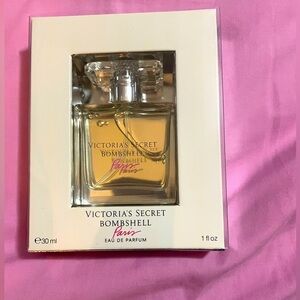 VICTORIA'S SECRET
BOMBSHELL
Paris
VICTORIA'S SECRET
BOMBSHELL
Paris
EAU DE PARFUM
℮30 ml
1 fl oz